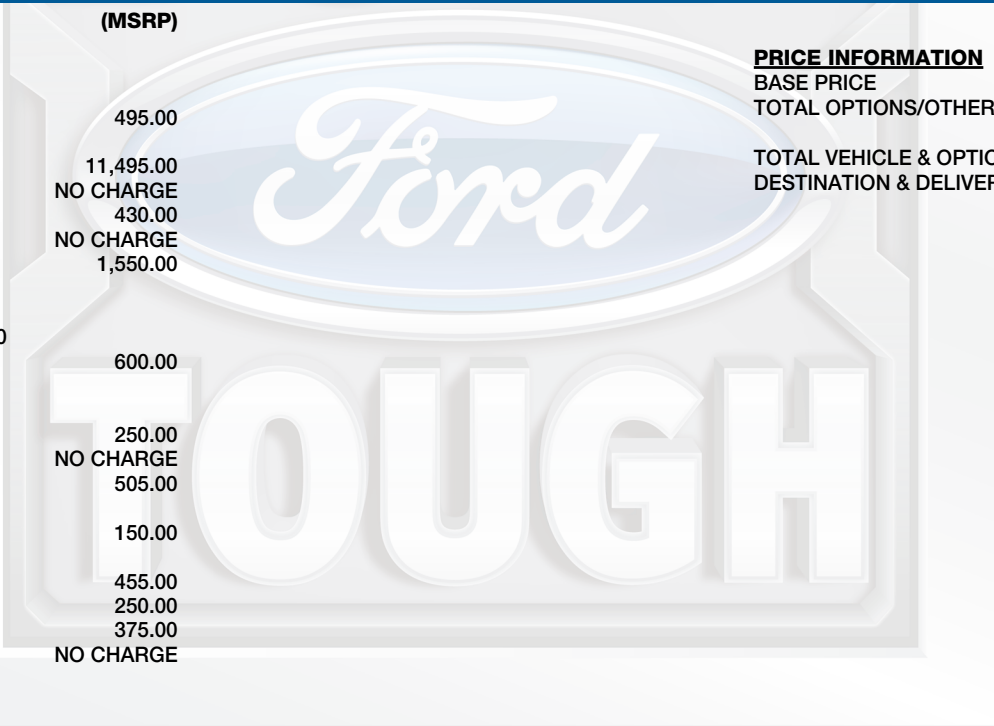 (MSRP)
495.00
11,495.00
NO CHARGE
430.00
NO CHARGE
1,550.00
600.00
250.00
NO CHARGE
505.00
150.00
455.00
250.00
375.00
NO CHARGE
PRICE INFORMATION
BASE PRICE
TOTAL OPTIONS/OTHER
TOTAL VEHICLE &
DESTINATION &
Ford
TOUGH